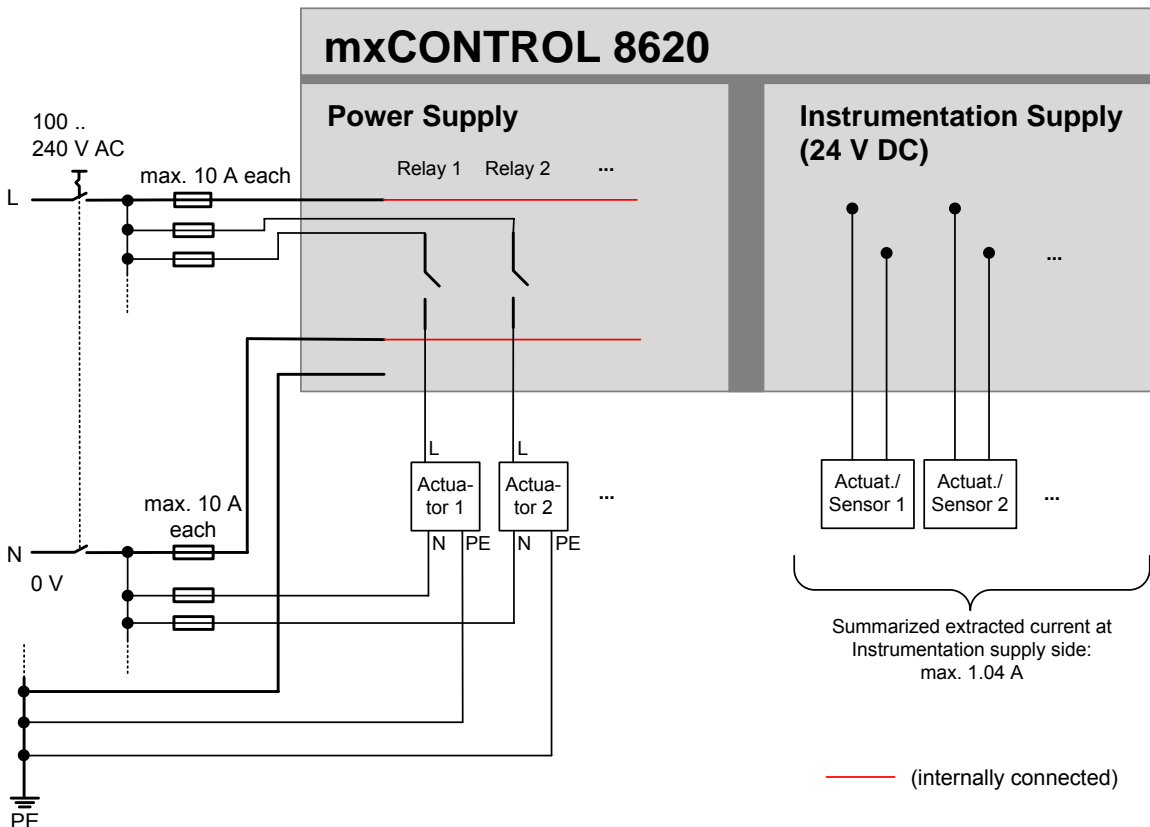 mxCONTROL 8620
Power Supply
Instrumentation Supply
(24 V DC)
100 ..
240 V AC
max. 10 A each
Relay 1
Relay 2
...
L
...
L
L
Actua-
tor 1
Actua-
tor 2
...
Actuat./
Sensor 1
Actuat./
Sensor 2
...
max. 10 A
each
N
PE
N
PE
N
0 V
Summarized extracted current at
Instrumentation supply side:
max. 1.04 A
(internally connected)
PE